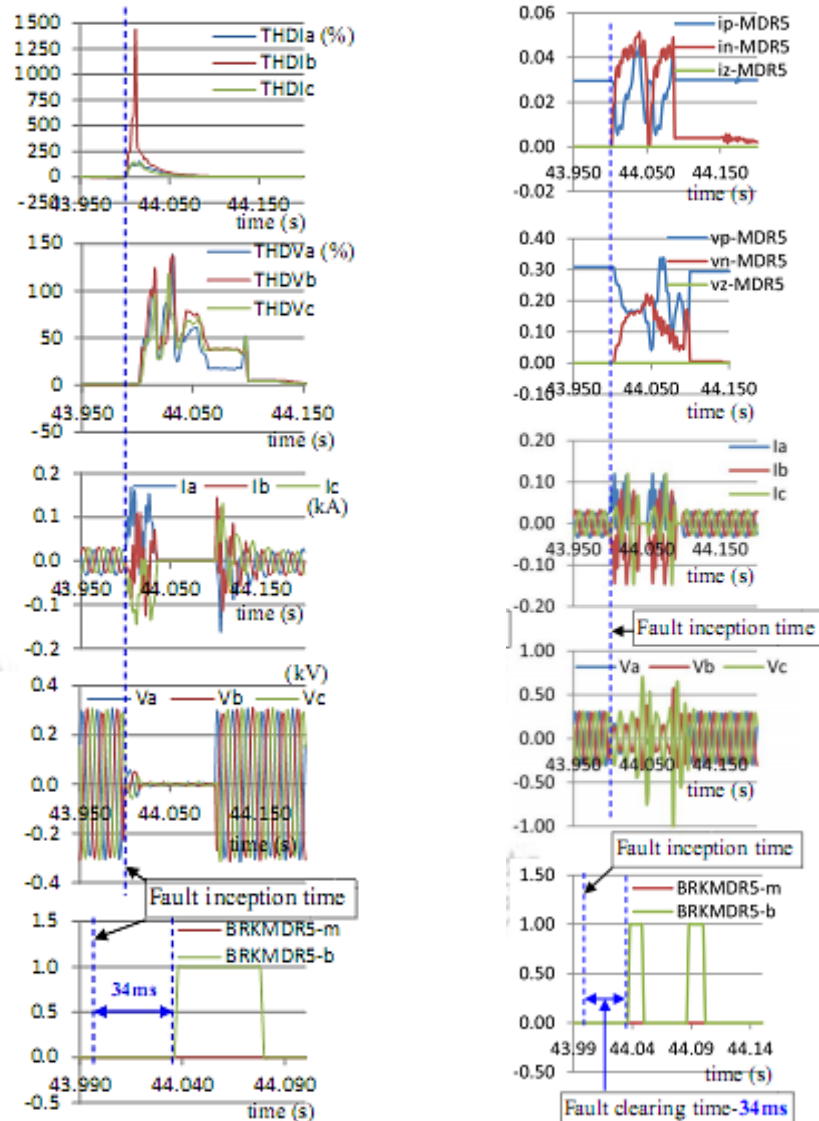 1500
1250
1000
750
500
250
0
-250
43.950 44.050 44.150
time (s)
THDIa (%)
THDIb
THDIc
150
100
50
0
-50
43.950 44.050 44.150
time (s)
THDVa (%)
THDVb
THDVc
0.2
0.1
0.0
-0.1
-0.2
Ia Ib Ic
(kA)
43.950 44.050 44.150
time (s)
(kV)
0.4
0.2
0.0
-0.2
-0.4
Va Vb Vc
43.950 44.050 44.150
time (s)
Fault inception time
1.5
1.0
0.5
0.0
-0.5
BRKMDR5-m
BRKMDR5-b
34ms
43.990 44.040 44.090
time (s)
0.06
0.04
0.02
0.00
-0.02
ip-MDR5
in-MDR5
iz-MDR5
43.950 44.050 44.150
time (s)
0.40
0.30
0.20
0.10
0.00
-0.10
vp-MDR5
vn-MDR5
vz-MDR5
43.950 44.050 44.150
time (s)
0.20
0.10
0.00
-0.10
-0.20
Ia
Ib
Ic
43.950 44.050 44.150
time (s)
Fault inception time
1.00
0.50
0.00
-0.50
-1.00
Va Vb Vc
43.950 44.050 44.150
time (s)
Fault inception time
1.50
1.00
0.50
0.00
-0.50
BRKMDR5-m
BRKMDR5-b
43.99 44.04 44.09 44.14
time (s)
Fault clearing time-34ms